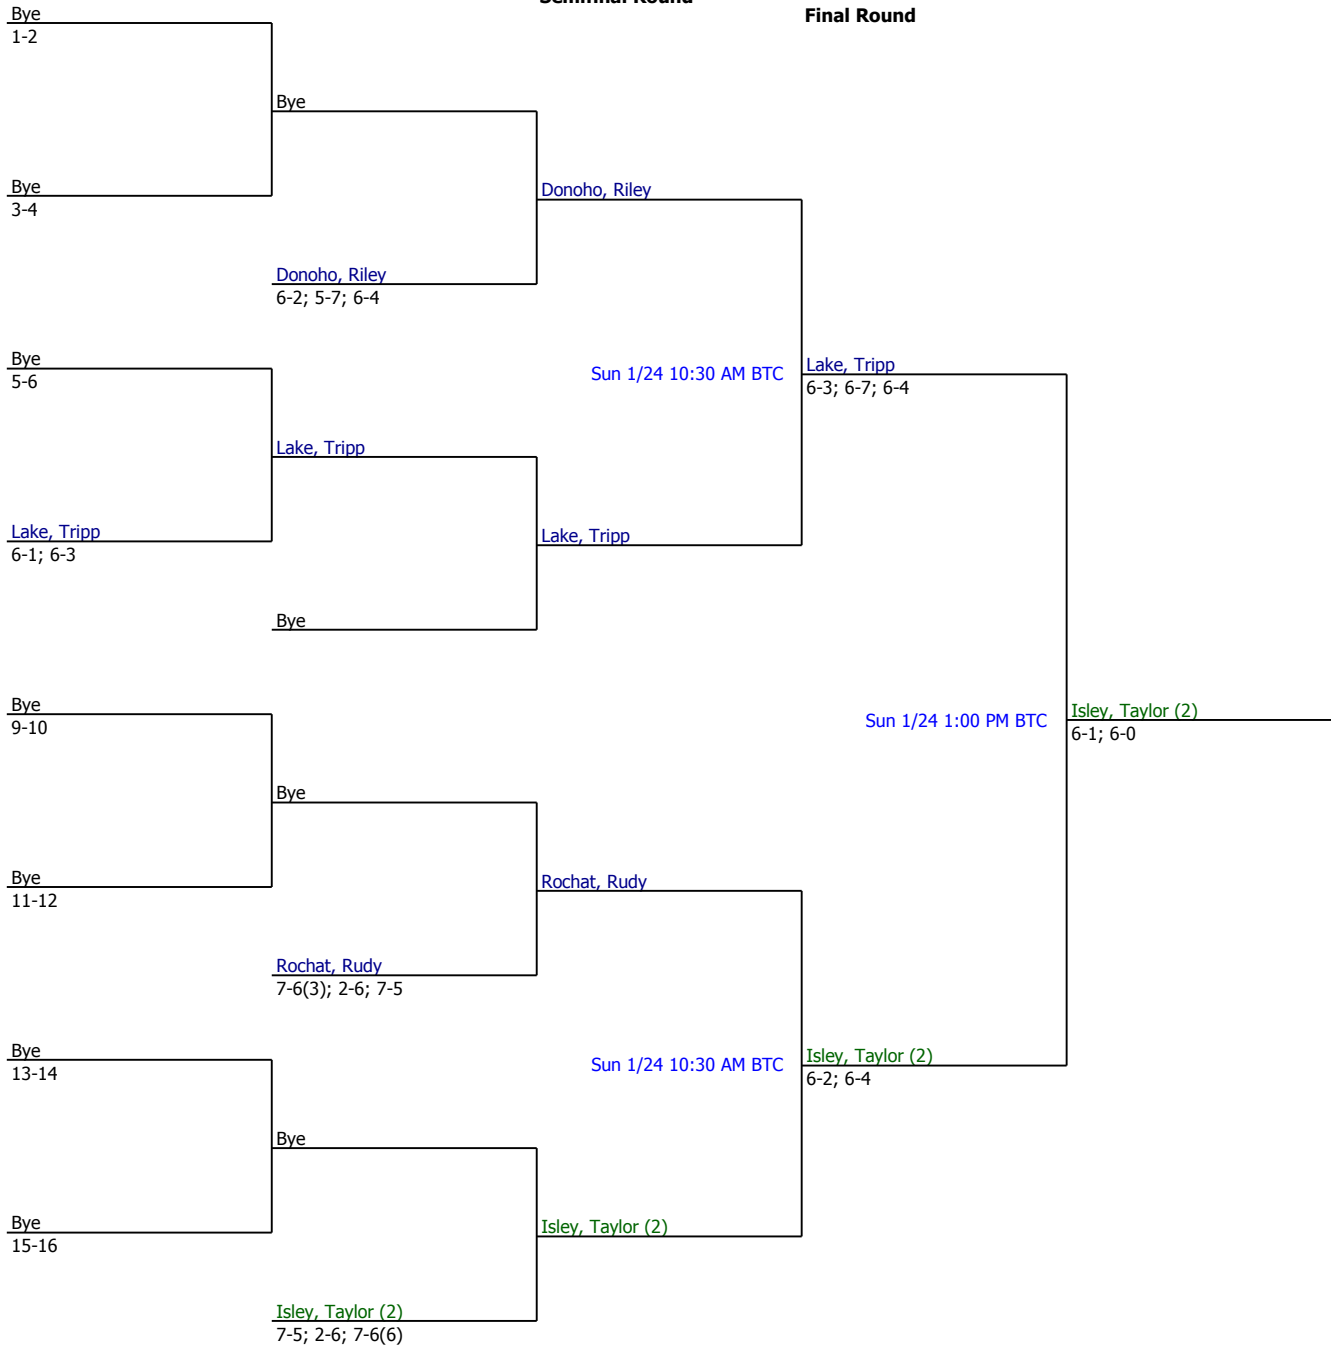 Semifinal Round
Final Round
Bye
1-2
Bye
Bye
3-4
Donoho, Riley
Donoho, Riley
6-2; 5-7; 6-4
Bye
5-6
Sun 1/24 10:30 AM BTC
Lake, Tripp
6-3; 6-7; 6-4
Lake, Tripp
Lake, Tripp
6-1; 6-3
Lake, Tripp
Bye
Bye
9-10
Sun 1/24 1:00 PM BTC
Isley, Taylor (2)
6-1; 6-0
Bye
Bye
11-12
Rochat, Rudy
Rochat, Rudy
7-6(3); 2-6; 7-5
Bye
13-14
Sun 1/24 10:30 AM BTC
Isley, Taylor (2)
6-2; 6-4
Bye
Bye
15-16
Isley, Taylor (2)
Isley, Taylor (2)
7-5; 2-6; 7-6(6)